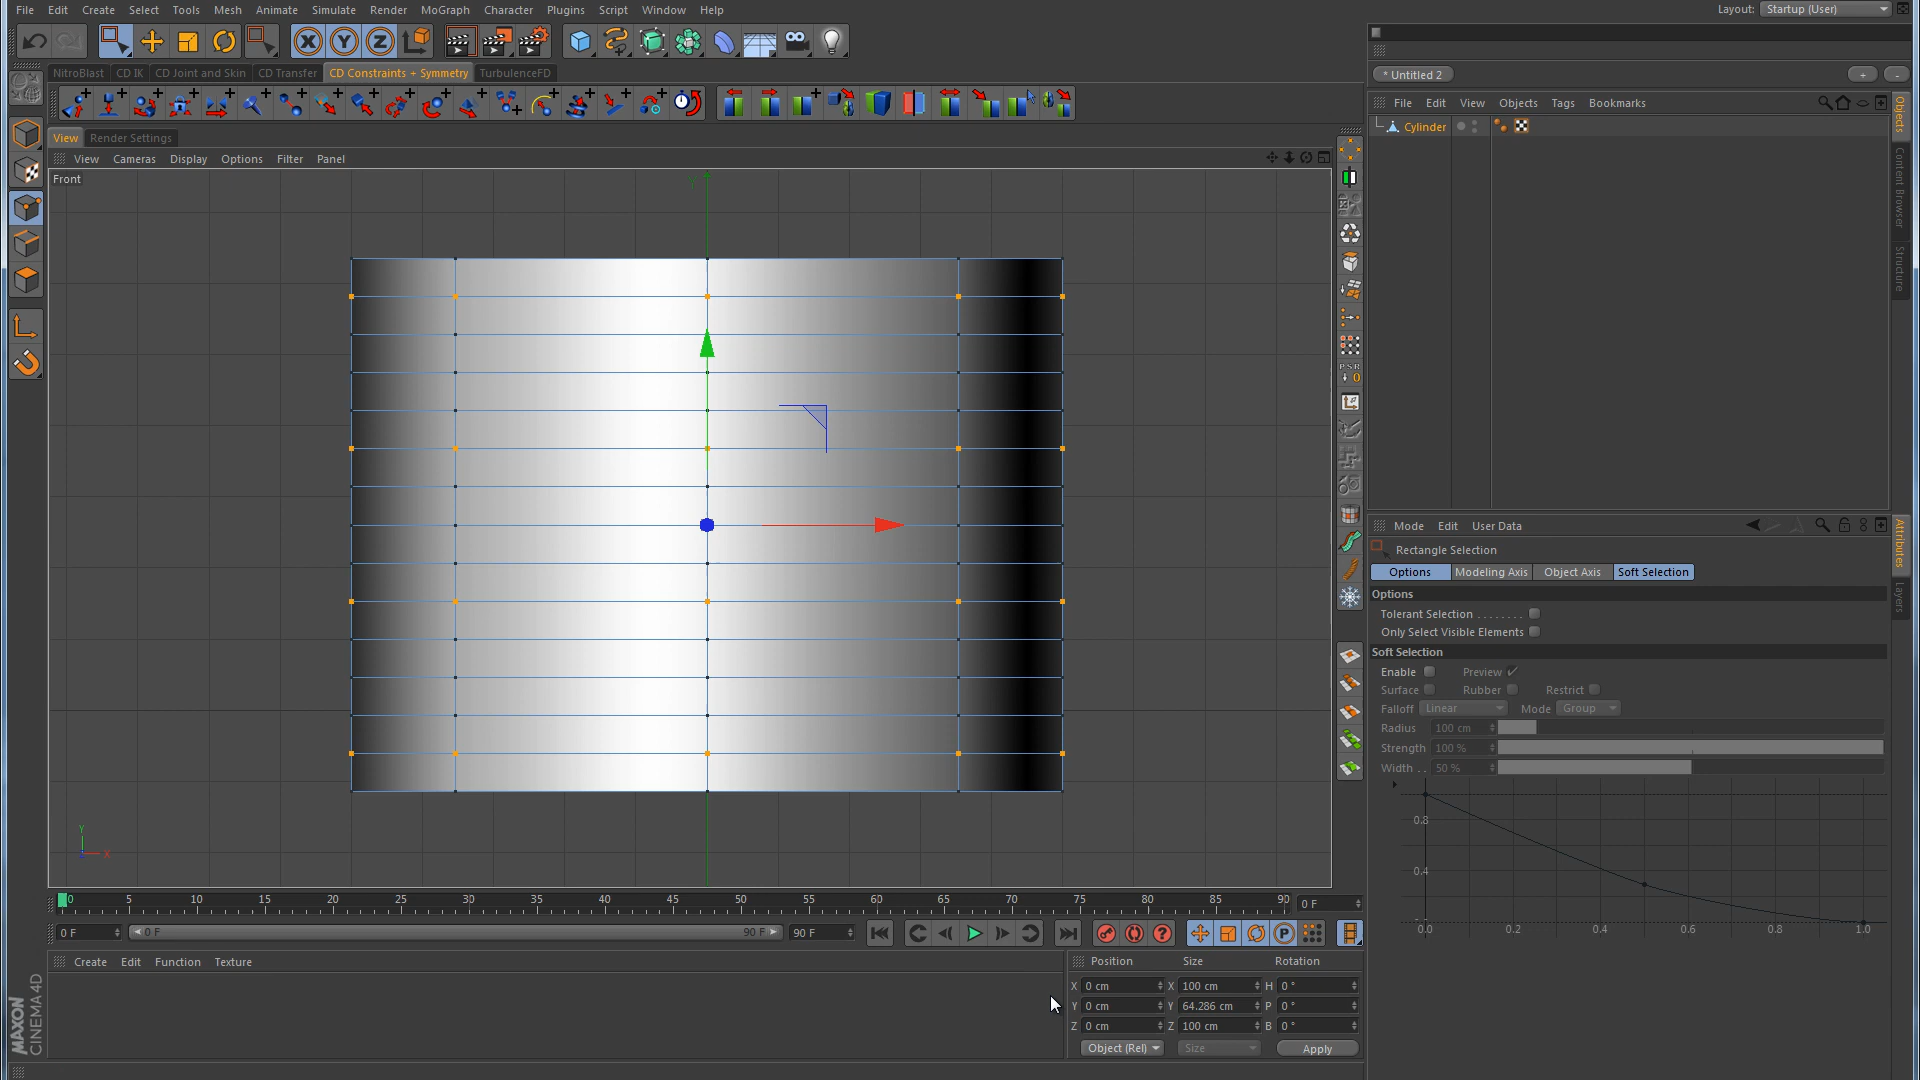 File Edit Create Select Tools Mesh Animate Simulate Render MoGraph Character Plugins Script Window Help
Layout: Startup (User)
NitroBlast CD IK CD Joint and Skin CD Transfer CD Constraints + Symmetry TurbulenceFD
* Untitled 2
+ -
File Edit View Objects Tags Bookmarks
Cylinder
Objects
Content Browser
Structure
View Render Settings
View Cameras Display Options Filter Panel
Front
Y
Y
X
PSR
0
Mode Edit User Data
Rectangle Selection
Options Modeling Axis Object Axis Soft Selection
Options
Tolerant Selection . . . . . . . .
Only Select Visible Elements
Soft Selection
Enable Preview
Surface Rubber Restrict
Falloff Linear Mode Group
Radius 100 cm
Strength 100 %
Width . . 50 %
0.8
0.4
0.0 0.2 0.4 0.6 0.8 1.0
Attributes
Layers
0 5 10 15 20 25 30 35 40 45 50 55 60 65 70 75 80 85 90 0 F
0 F 0 F 90 F 90 F
Create Edit Function Texture
Position Size Rotation
X 0 cm X 100 cm H 0 °
Y 0 cm Y 64.286 cm P 0 °
Z 0 cm Z 100 cm B 0 °
Object (Rel) Size Apply
MAXON
CINEMA 4D